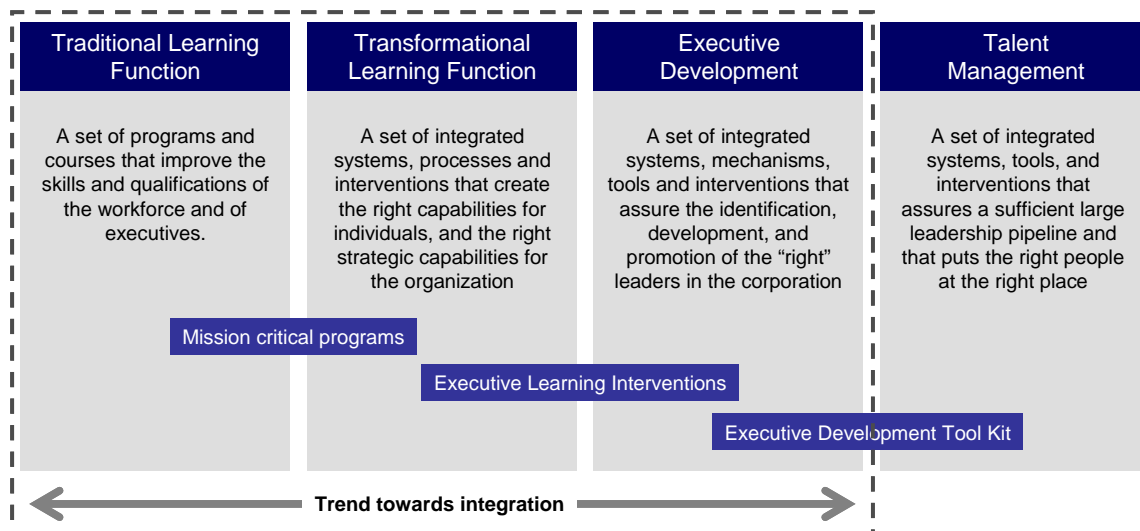 Traditional Learning
Function
A set of programs and
courses that improve the
skills and qualifications of
the workforce and of
executives.
Transformational
Learning Function
A set of integrated
systems, processes and
interventions that create
the right capabilities for
individuals, and the right
strategic capabilities for
the organization
Executive
Development
A set of integrated
systems, mechanisms,
tools and interventions that
assure the identification,
development, and
promotion of the “right”
leaders in the corporation
Talent
Management
A set of integrated
systems, tools, and
interventions that
assures a sufficient large
leadership pipeline and
that puts the right people
at the right place
Mission critical programs
Executive Learning Interventions
Executive Development Tool Kit
Trend towards integration